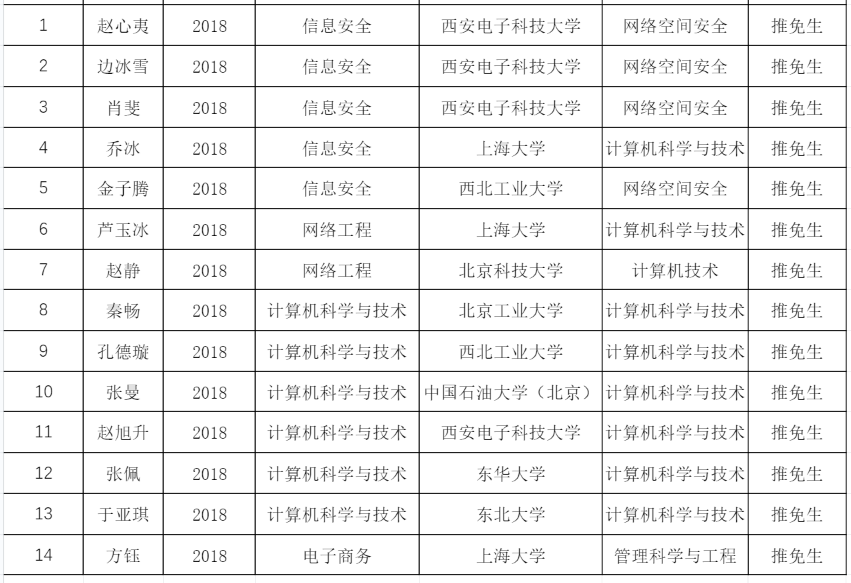 1 赵心夷 2018 信息安全 西安电子科技大学 网络空间安全 推免生
2 边冰雪 2018 信息安全 西安电子科技大学 网络空间安全 推免生
3 肖斐 2018 信息安全 西安电子科技大学 网络空间安全 推免生
4 乔冰 2018 信息安全 上海大学 计算机科学与技术 推免生
5 金子腾 2018 信息安全 西北工业大学 网络空间安全 推免生
6 芦玉冰 2018 网络工程 上海大学 计算机科学与技术 推免生
7 赵静 2018 网络工程 北京科技大学 计算机技术 推免生
8 秦畅 2018 计算机科学与技术 北京工业大学 计算机科学与技术 推免生
9 孔德璇 2018 计算机科学与技术 西北工业大学 计算机科学与技术 推免生
10 张曼 2018 计算机科学与技术 中国石油大学（北京） 计算机科学与技术 推免生
11 赵旭升 2018 计算机科学与技术 西安电子科技大学 计算机科学与技术 推免生
12 张佩 2018 计算机科学与技术 东华大学 计算机科学与技术 推免生
13 于亚琪 2018 计算机科学与技术 东北大学 计算机科学与技术 推免生
14 方钰 2018 电子商务 上海大学 管理科学与工程 推免生